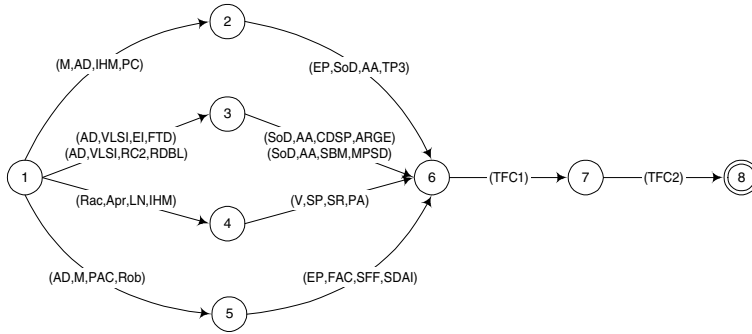 2
(M,AD,IHM,PC)
(EP,SoD,AA,TP3)
3
(AD,VLSI,EI,FTD)
(AD,VLSI,RC2,RDBL)
(SoD,AA,CDSP,ARGE)
(SoD,AA,SBM,MPSD)
1
6
(TFC1)
7
(TFC2)
8
(Rac,Apr,LN,IHM)
4
(V,SP,SR,PA)
(AD,M,PAC,Rob)
(EP,FAC,SFF,SDAI)
5